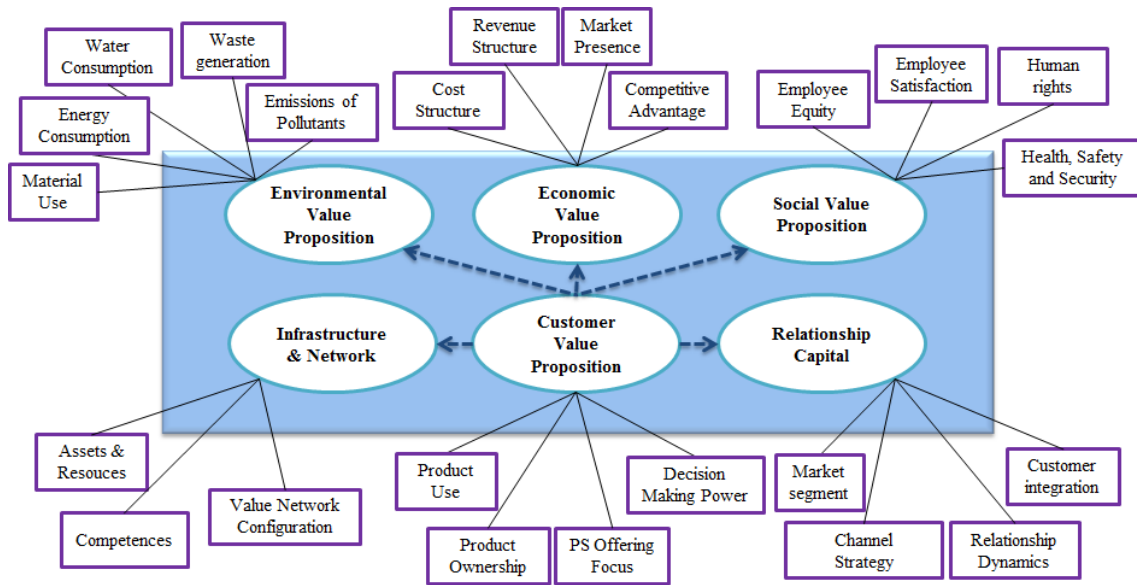 Water
Consumption
Waste
generation
Revenue
Structure
Market
Presence
Employee
Satisfaction
Human
rights
Energy
Consumption
Emissions of
Pollutants
Cost
Structure
Competitive
Advantage
Employee
Equity
Material
Use
Health, Safety
and Security
Environmental
Value
Proposition
Economic
Value
Proposition
Social Value
Proposition
Infrastructure
& Network
Customer
Value
Proposition
Relationship
Capital
Assets &
Resouces
Value Network
Configuration
Competences
Product
Use
Decision
Making Power
Product
Ownership
PS Offering
Focus
Market
segment
Customer
integration
Channel
Strategy
Relationship
Dynamics